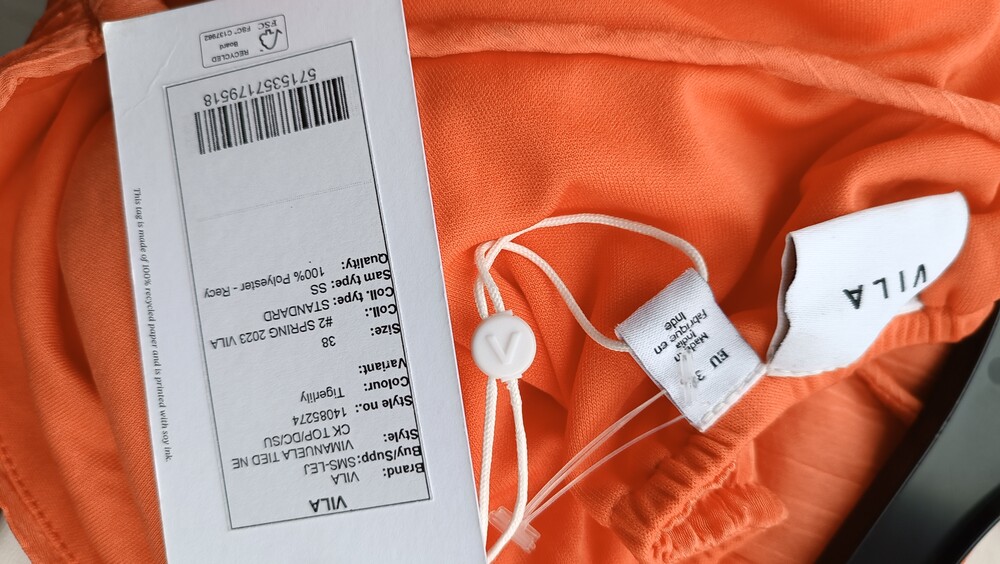 VILA
Brand: VILA
Buy/Supp: SMS-LEJ
Style: VIMANUELA TIED NE
CK TOP/DC/SU
Style no.: 14085274
Colour: Tigerlily
Variant:
Size: 38
Coll.: #2 SPRING 2023 VILA
Coll. type: STANDARD
Sam type: SS
Quality: 100% Polyester - Recy
5715357179518
RECYCLED
Board
FSC® C137982
FSC
This tag is made of 100% recycled paper and is printed with soy ink
V
EU 3
Made in
India
Fabrique en
Inde
VILA